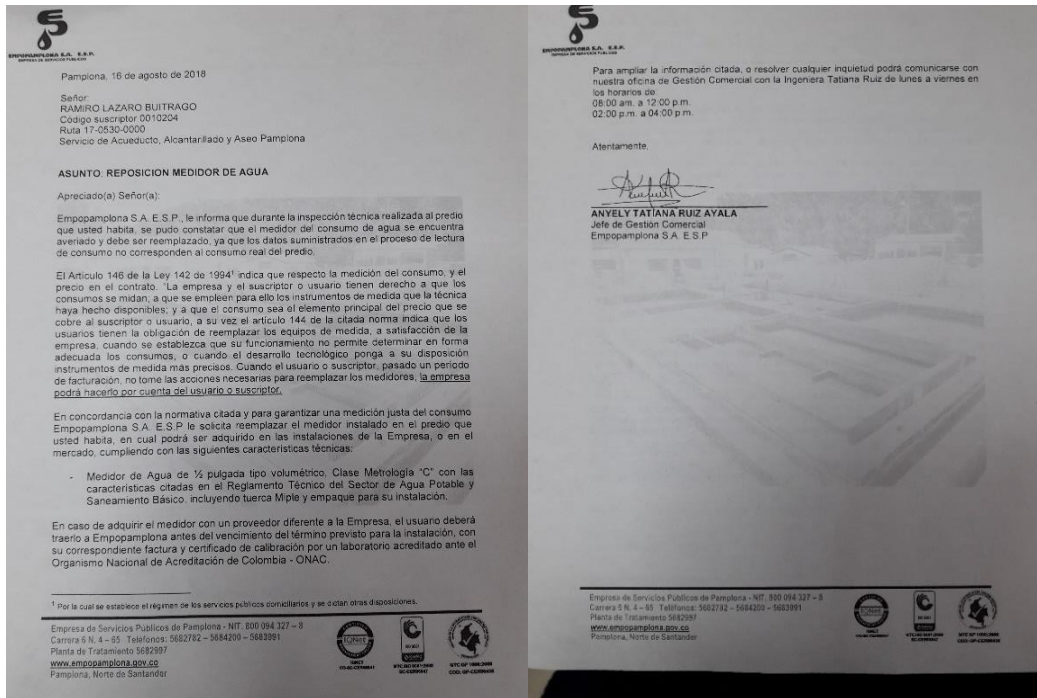 EMPOPAMPLONA S.A. E.S.P.
EMPRESA DE SERVICIOS PUBLICOS
Pamplona, 16 de agosto de 2018
Señor:
RAMIRO LAZARO BUITRAGO
Código suscriptor 0010204
Ruta 17-0530-0000
Servicio de Acueducto, Alcantarillado y Aseo Pamplona
ASUNTO: REPOSICION MEDIDOR DE AGUA
Apreciado(a) Señor(a):
Empopamplona S.A. E.S.P., le informa que durante la inspección técnica realizada al predio
que usted habita, se pudo constatar que el medidor del consumo de agua se encuentra
averiado y debe ser reemplazado, ya que los datos suministrados en el proceso de lectura
de consumo no corresponden al consumo real del predio.
El Articulo 146 de la Ley 142 de 1994¹ indica que respecto la medición del consumo, y el
precio en el contrato. "La empresa y el suscriptor o usuario tienen derecho a que los
consumos se midan; a que se empleen para ello los instrumentos de medida que la técnica
haya hecho disponibles; y a que el consumo sea el elemento principal del precio que se
cobre al suscriptor o usuario, a su vez el artículo 144 de la citada norma indica que los
usuarios tienen la obligación de reemplazar los equipos de medida, a satisfacción de la
empresa, cuando se establezca que su funcionamiento no permite determinar en forma
adecuada los consumos, o cuando el desarrollo tecnológico ponga a su disposición
instrumentos de medida más precisos. Cuando el usuario o suscriptor, pasado un período
de facturación, no tome las acciones necesarias para reemplazar los medidores, la empresa
podrá hacerlo por cuenta del usuario o suscriptor.
En concordancia con la normativa citada y para garantizar una medición justa del consumo
Empopamplona S.A. E.S.P le solicita reemplazar el medidor instalado en el predio que
usted habita, en cual podrá ser adquirido en las instalaciones de la Empresa, o en el
mercado, cumpliendo con las siguientes características técnicas:
- Medidor de Agua de ½ pulgada tipo volumétrico, Clase Metrología "C" con las
características citadas en el Reglamento Técnico del Sector de Agua Potable y
Saneamiento Básico, incluyendo tuerca Miple y empaque para su instalación.
En caso de adquirir el medidor con un proveedor diferente a la Empresa, el usuario deberá
traerlo a Empopamplona antes del vencimiento del término previsto para la instalación, con
su correspondiente factura y certificado de calibración por un laboratorio acreditado ante el
Organismo Nacional de Acreditación de Colombia - ONAC.
¹ Por la cual se establece el régimen de los servicios públicos domiciliarios y se dictan otras disposiciones.
Empresa de Servicios Públicos de Pamplona - NIT. 800 094 327 – 8
Carrera 6 N. 4 – 65 Teléfonos: 5682782 – 5684200 – 5683991
Planta de Tratamiento 5682997
www.empopamplona.gov.co
Pamplona, Norte de Santander
EMPOPAMPLONA S.A. E.S.P.
EMPRESA DE SERVICIOS PUBLICOS
Para ampliar la información citada, o resolver cualquier inquietud podrá comunicarse con
nuestra oficina de Gestión Comercial con la Ingeniera Tatiana Ruiz de lunes a viernes en
los horarios de
08:00 am. a 12:00 p.m.
02:00 p.m. a 04:00 p.m.
Atentamente,
ANYELY TATIANA RUIZ AYALA
Jefe de Gestión Comercial
Empopamplona S.A. E.S.P
Empresa de Servicios Públicos de Pamplona - NIT. 800 094 327 – 8
Carrera 6 N. 4 – 65 Teléfonos: 5682782 – 5684200 – 5683991
Planta de Tratamiento 5682997
www.empopamplona.gov.co
Pamplona, Norte de Santander